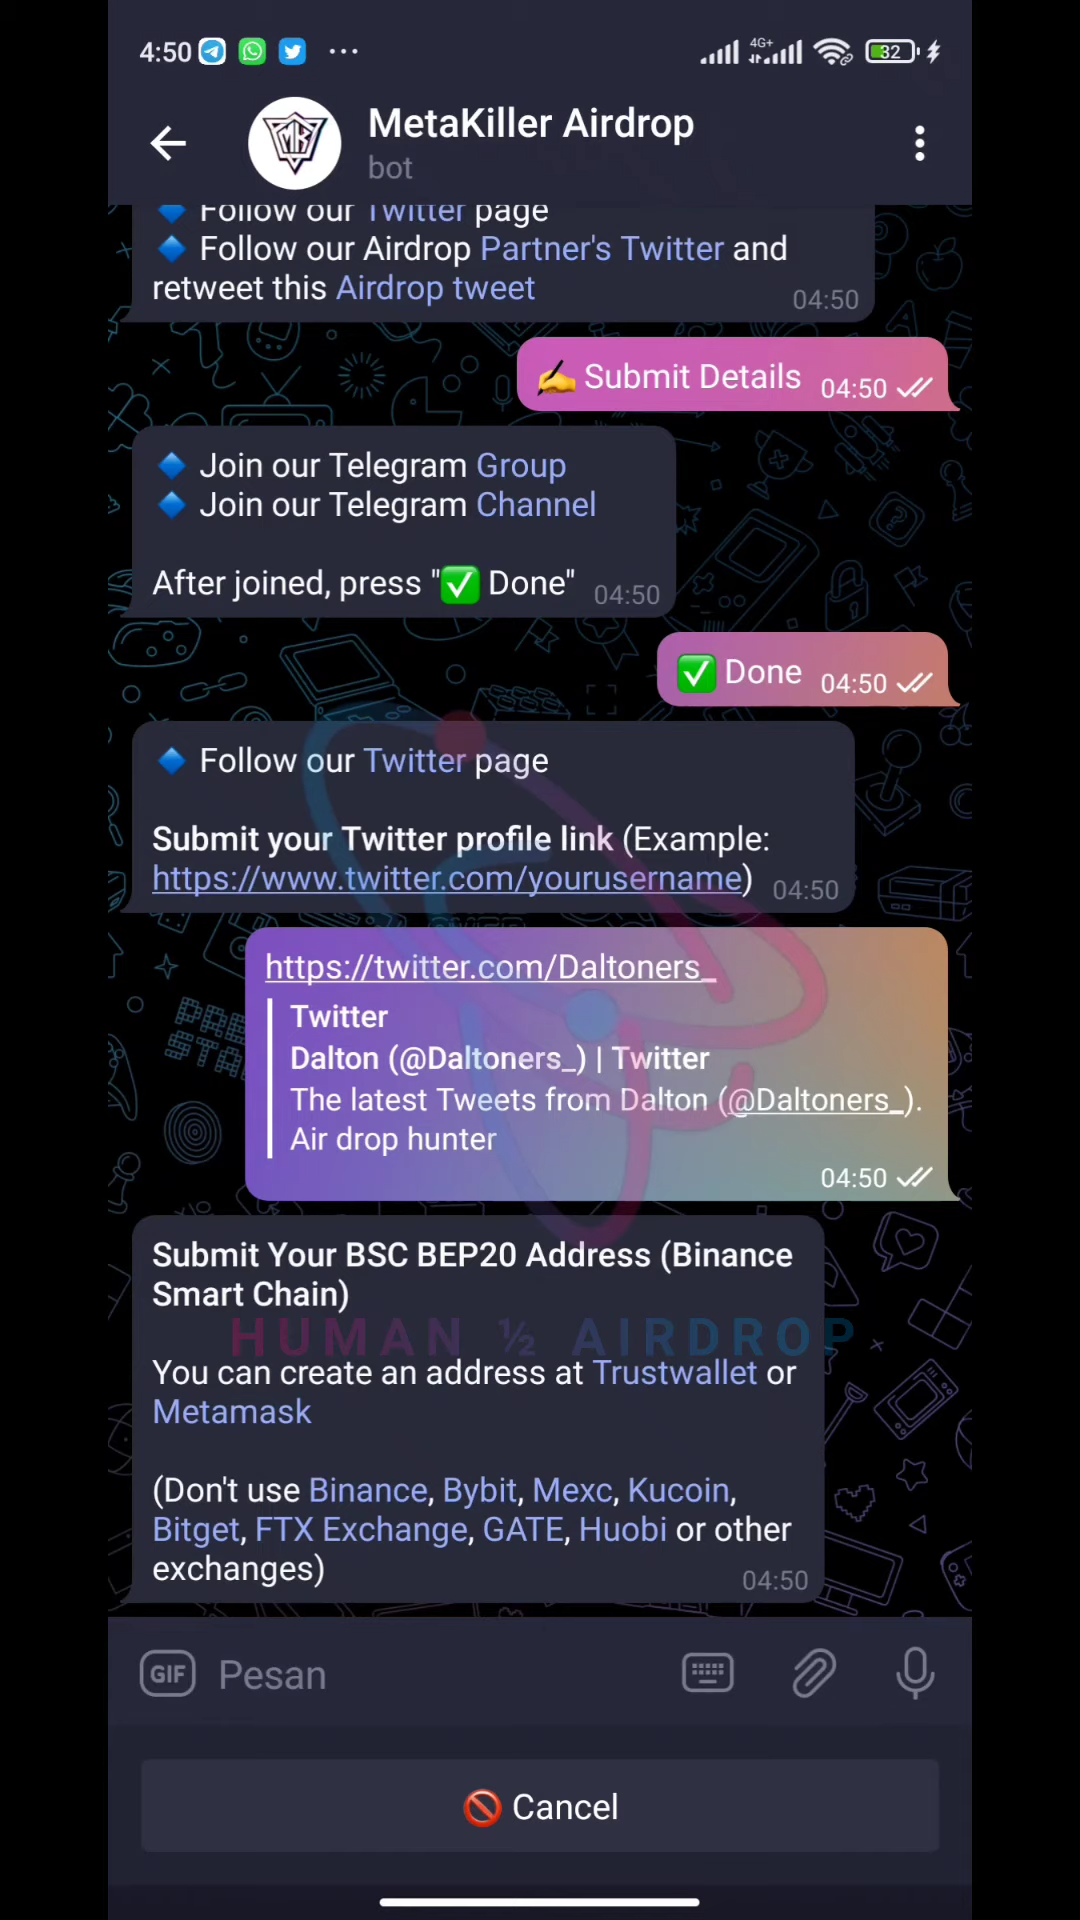 4:50
4G+
32
MetaKiller Airdrop
bot
Follow our Twitter page
Follow our Airdrop Partner's Twitter and
retweet this Airdrop tweet
04:50
Submit Details
04:50
Join our Telegram Group
Join our Telegram Channel
After joined, press "✅ Done"
04:50
✅ Done
04:50
Follow our Twitter page
Submit your Twitter profile link (Example:
https://www.twitter.com/yourusername)
04:50
https://twitter.com/Daltoners_
Twitter
Dalton (@Daltoners_) | Twitter
The latest Tweets from Dalton (@Daltoners_).
Air drop hunter
04:50
Submit Your BSC BEP20 Address (Binance
Smart Chain)
HUMAN ½ AIRDROP
You can create an address at Trustwallet or
Metamask
(Don't use Binance, Bybit, Mexc, Kucoin,
Bitget, FTX Exchange, GATE, Huobi or other
exchanges)
04:50
GIF Pesan
Cancel